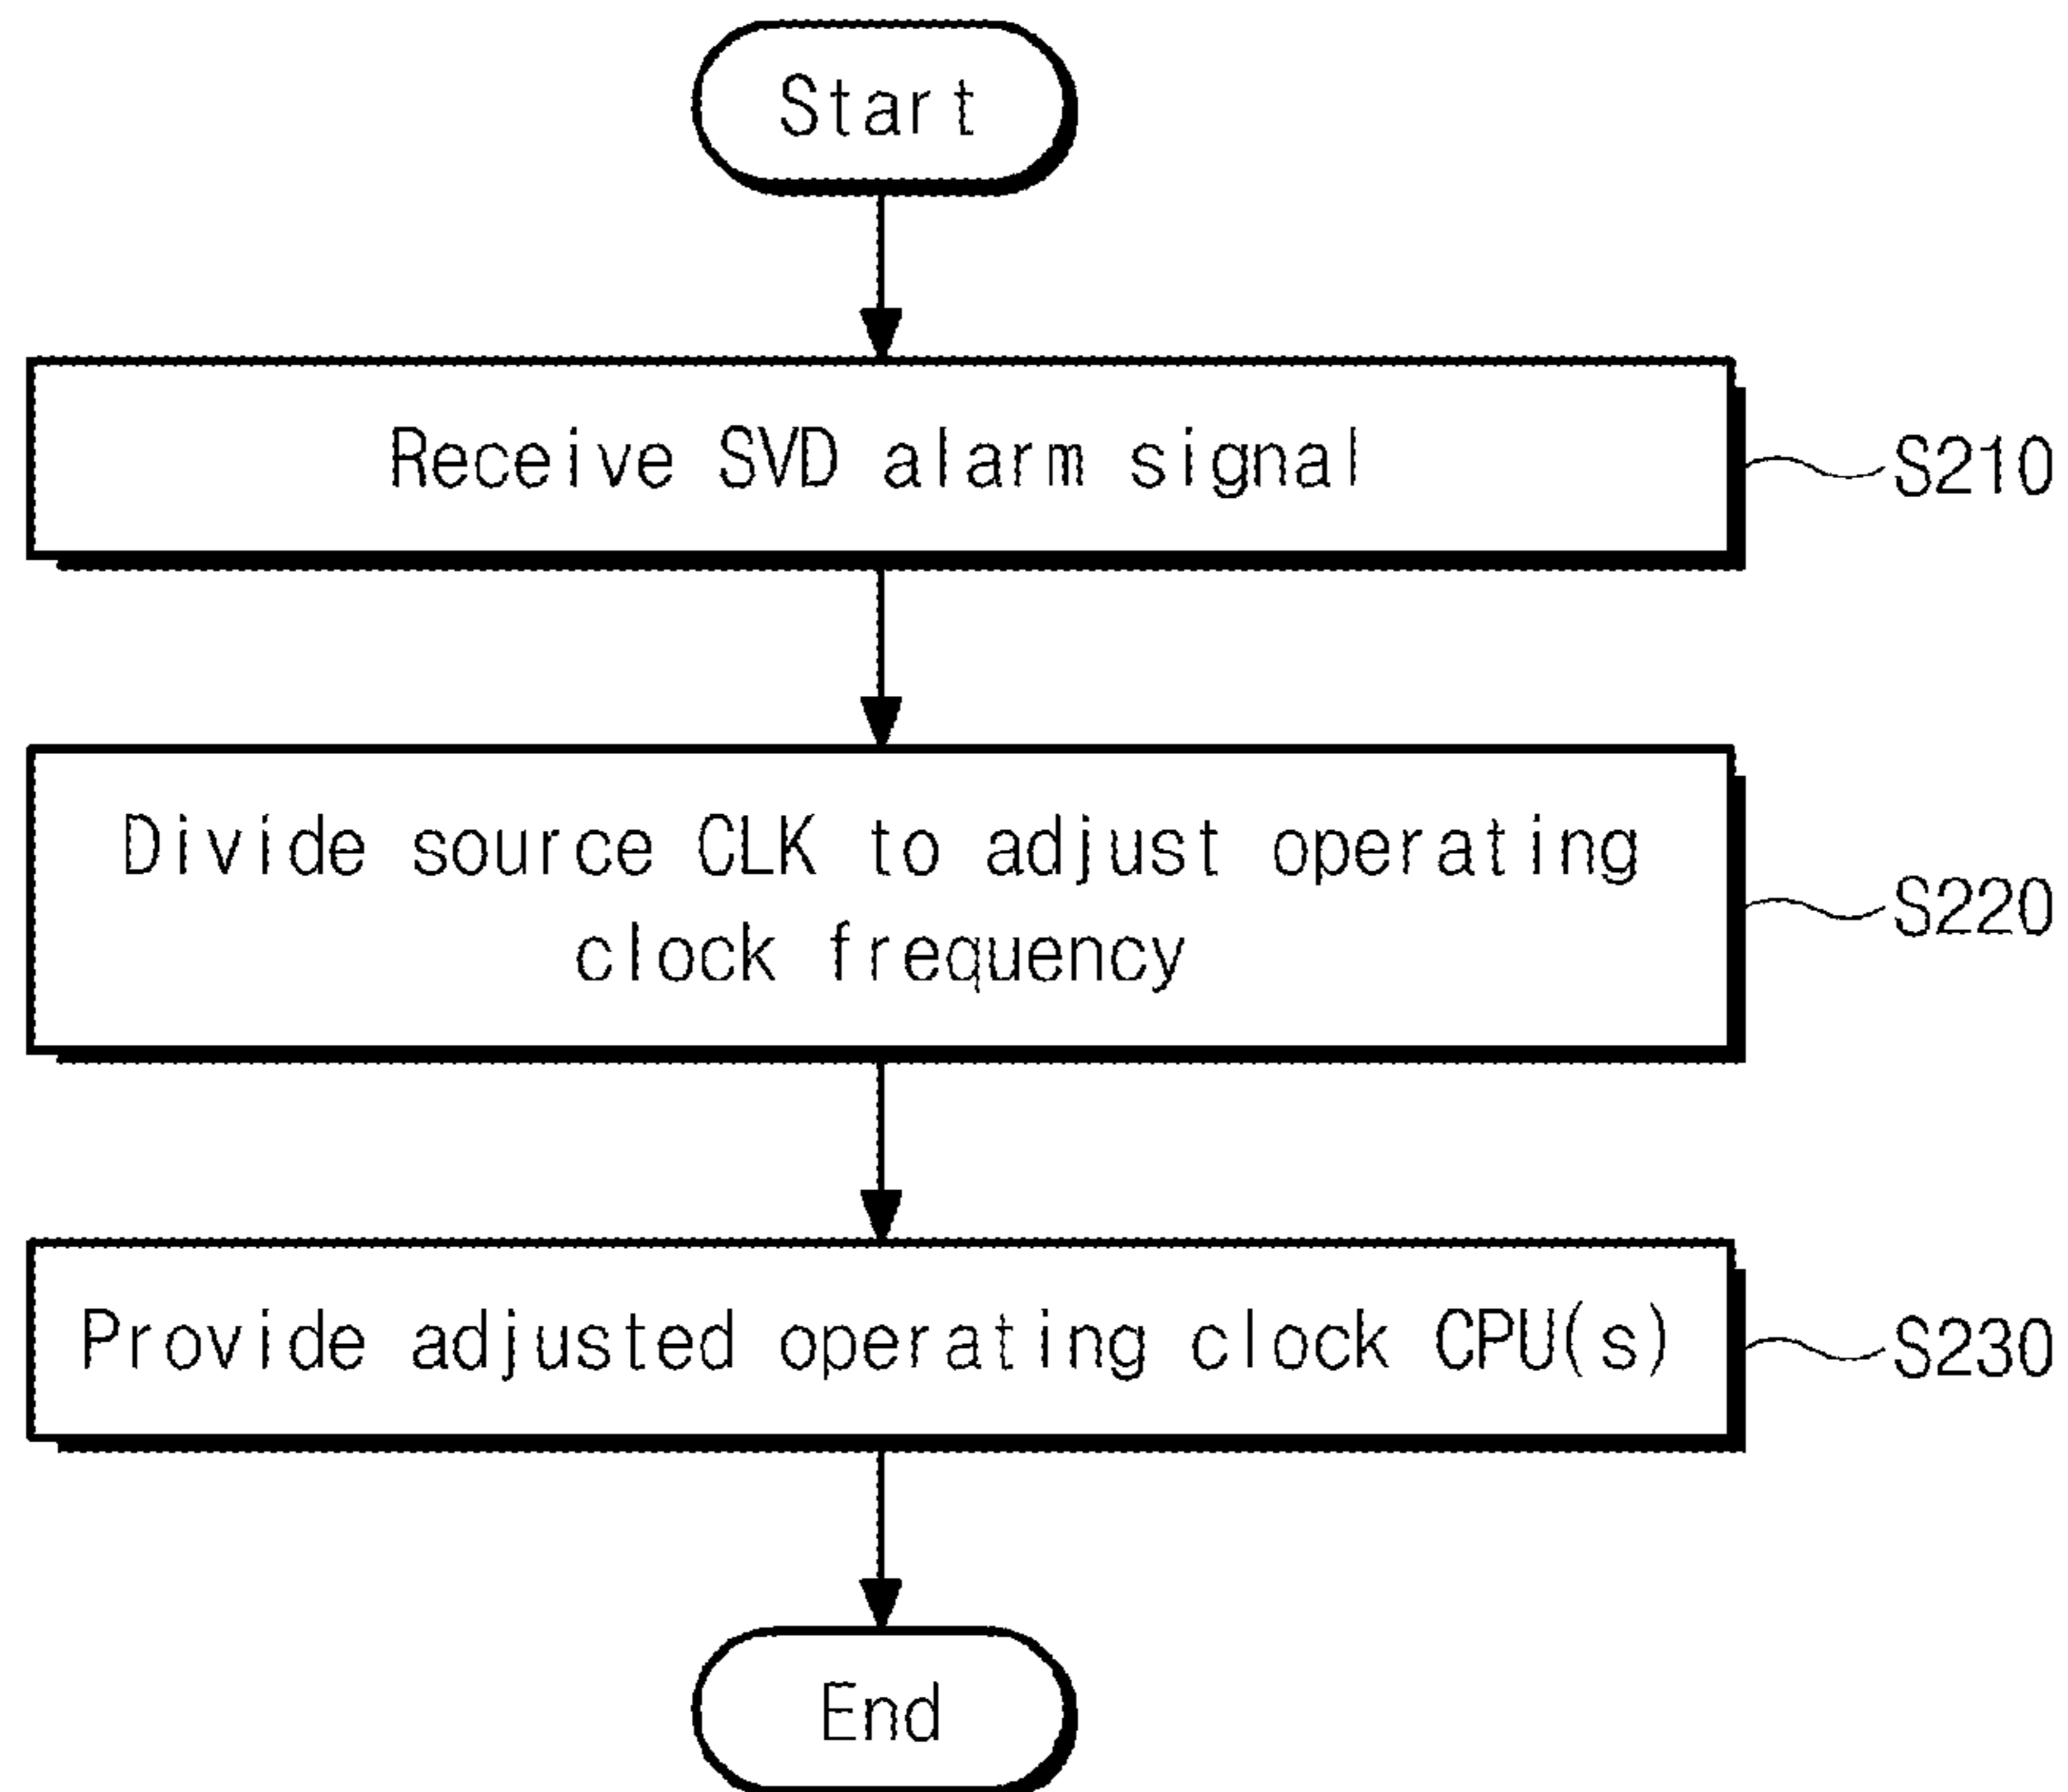 Start
Receive SVD alarm signal
S210
Divide source CLK to adjust operating
clock frequency
S220
Provide adjusted operating clock CPU(s)
S230
End